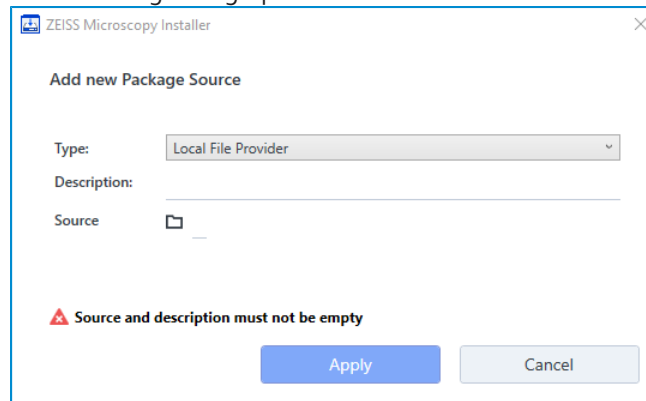 ZEISS Microscopy Installer
Add new Package Source
Type: Local File Provider
Description:
Source
Source and description must not be empty
Apply Cancel